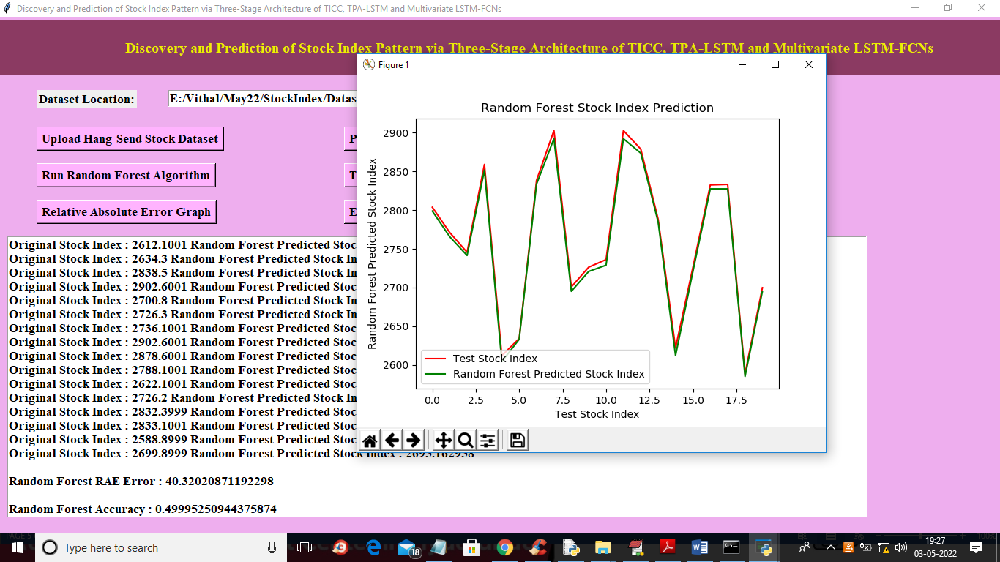 Discovery and Prediction of Stock Index Pattern via Three-Stage Architecture of TICC, TPA-LSTM and Multivariate LSTM-FCNs
Discovery and Prediction of Stock Index Pattern via Three-Stage Architecture of TICC, TPA-LSTM and Multivariate LSTM-FCNs
Dataset Location:
E:/Vithal/May22/StockIndex/Datas
Upload Hang-Send Stock Dataset
P
Run Random Forest Algorithm
T
Relative Absolute Error Graph
E
Original Stock Index : 2612.1001 Random Forest Predicted Stoc
Original Stock Index : 2634.3 Random Forest Predicted Stock In
Original Stock Index : 2838.5 Random Forest Predicted Stock In
Original Stock Index : 2902.6001 Random Forest Predicted Stoc
Original Stock Index : 2700.8 Random Forest Predicted Stock In
Original Stock Index : 2726.3 Random Forest Predicted Stock In
Original Stock Index : 2736.1001 Random Forest Predicted Stoc
Original Stock Index : 2902.6001 Random Forest Predicted Stoc
Original Stock Index : 2878.6001 Random Forest Predicted Stoc
Original Stock Index : 2788.1001 Random Forest Predicted Stoc
Original Stock Index : 2622.1001 Random Forest Predicted Stoc
Original Stock Index : 2726.2 Random Forest Predicted Stock In
Original Stock Index : 2832.3999 Random Forest Predicted Stoc
Original Stock Index : 2833.1001 Random Forest Predicted Stoc
Original Stock Index : 2588.8999 Random Forest Predicted Stoc
Original Stock Index : 2699.8999 Random Forest Predicted Stock Index : 2695.162958
Random Forest RAE Error : 40.32020871192298
Random Forest Accuracy : 0.49995250944375874
Figure 1
Random Forest Stock Index Prediction
Random Forest Predicted Stock Index
2900
2850
2800
2750
2700
2650
2600
Test Stock Index
Random Forest Predicted Stock Index
0.0 2.5 5.0 7.5 10.0 12.5 15.0 17.5
Test Stock Index
Type here to search
18
19:27
03-05-2022
100%